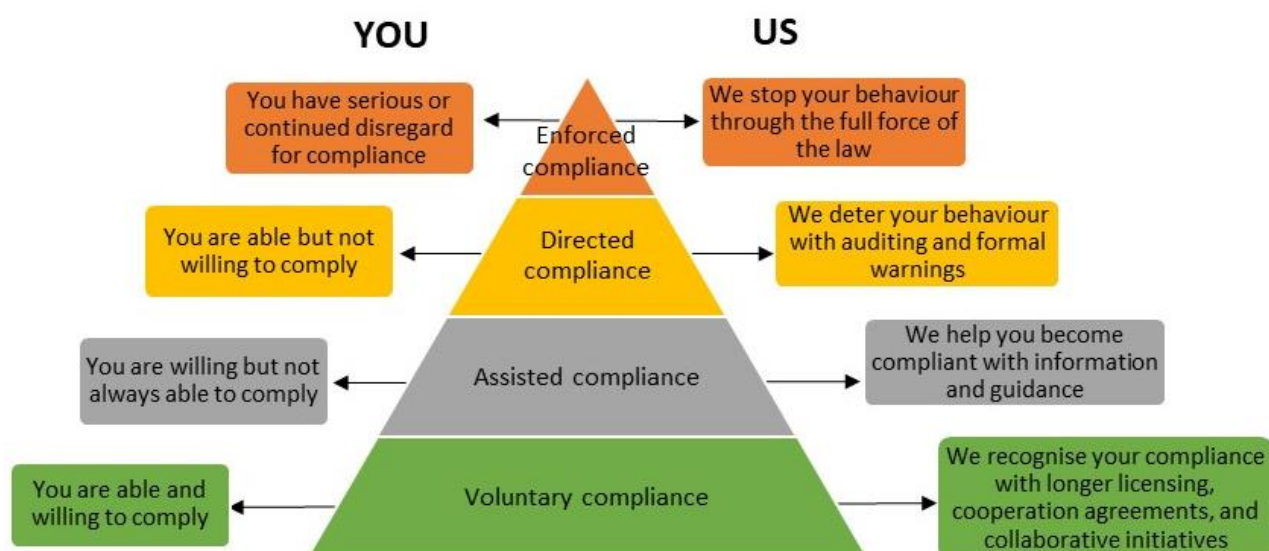 YOU
US
You have serious or
continued disregard
for compliance
Enforced
compliance
We stop your behaviour
through the full force of
the law
You are able but not
willing to comply
Directed
compliance
We deter your behaviour
with auditing and formal
warnings
You are willing but not
always able to comply
Assisted compliance
We help you become
compliant with information
and guidance
You are able and
willing to comply
Voluntary compliance
We recognise your compliance
with longer licensing,
cooperation agreements, and
collaborative initiatives